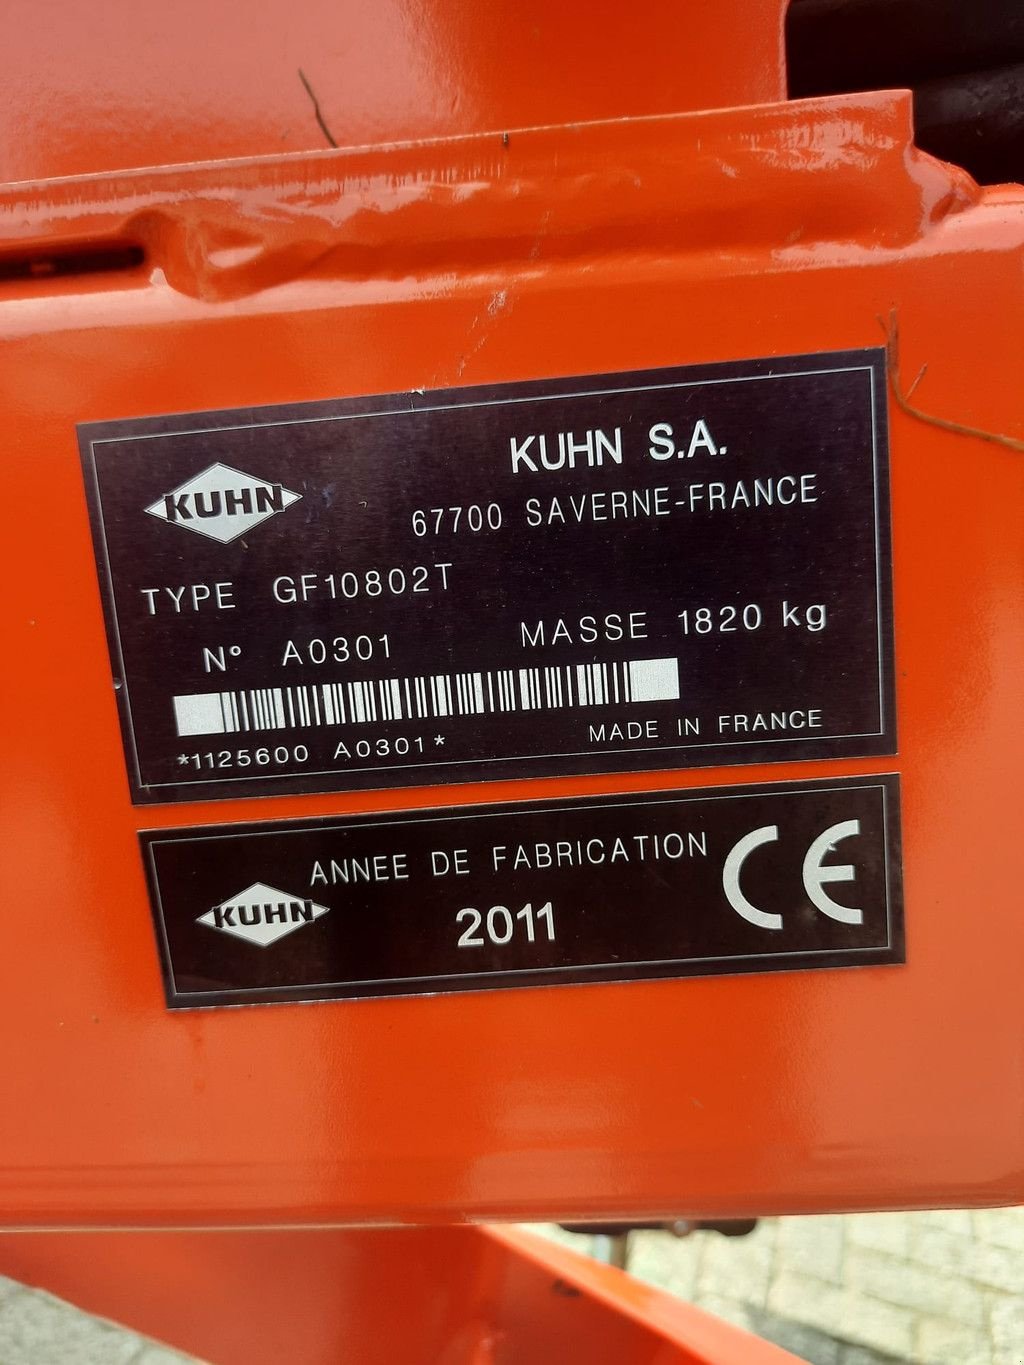 KUHN S.A.
KUHN
67700 SAVERNE-FRANCE
TYPE GF10802T
N° A0301 MASSE 1820 kg
*1125600 A0301*
MADE IN FRANCE
ANNEE DE FABRICATION
KUHN
2011
CE